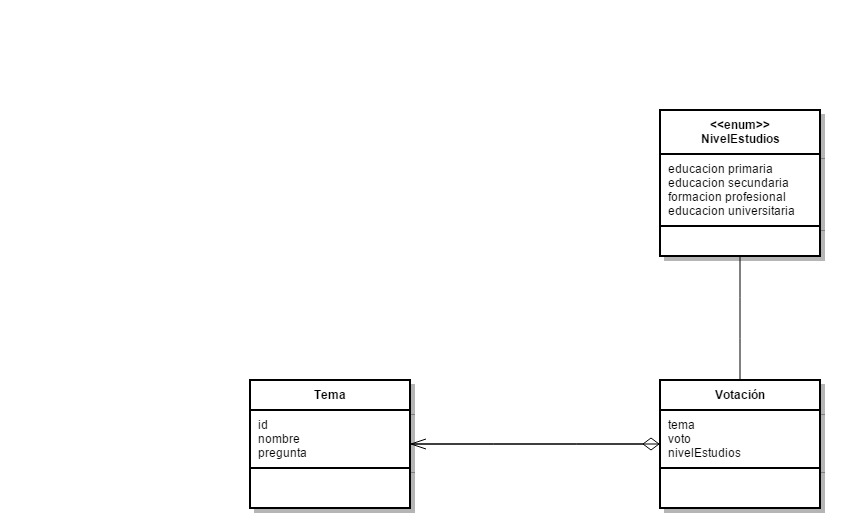 <<enum>>
NivelEstudios
educacion primaria
educacion secundaria
formacion profesional
educacion universitaria
Tema
id
nombre
pregunta
Votación
tema
voto
nivelEstudios